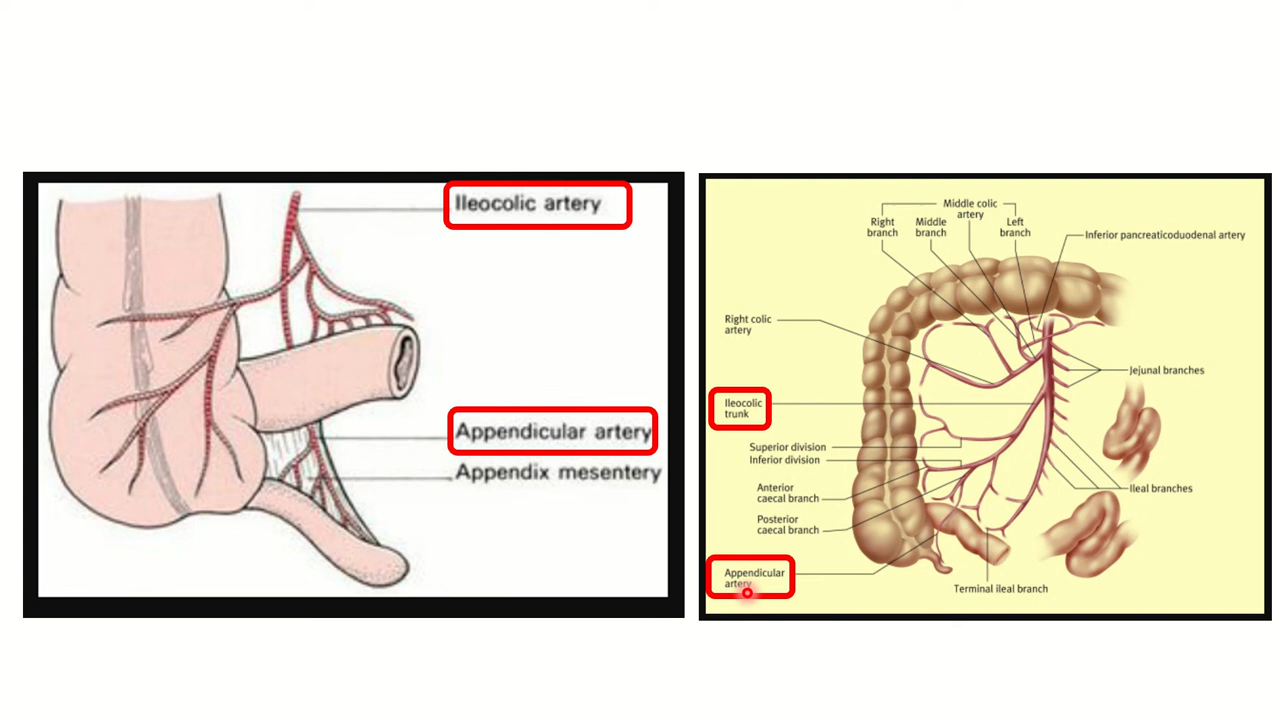 Ileocolic artery
Appendicular artery
Appendix mesentery
Middle colic
artery
Right
branch
Middle
branch
Left
branch
Inferior pancreaticoduodenal artery
Right colic
artery
Jejunal branches
Ileocolic
trunk
Superior division
Inferior division
Anterior
caecal branch
Ileal branches
Posterior
caecal branch
Appendicular
artery
Terminal ileal branch